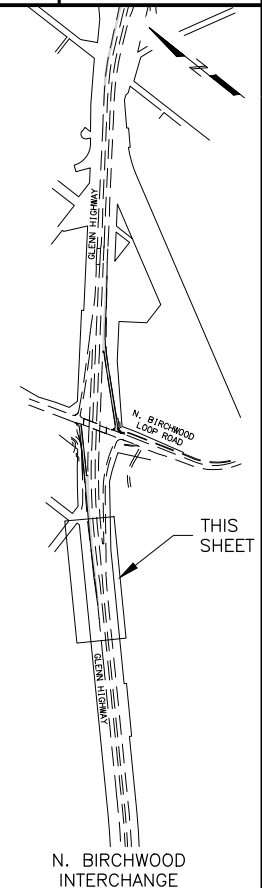 N
GLENN HIGHWAY
N. BIRCHWOOD
LOOP ROAD
THIS
SHEET
GLENN HIGHWAY
N. BIRCHWOOD
INTERCHANGE